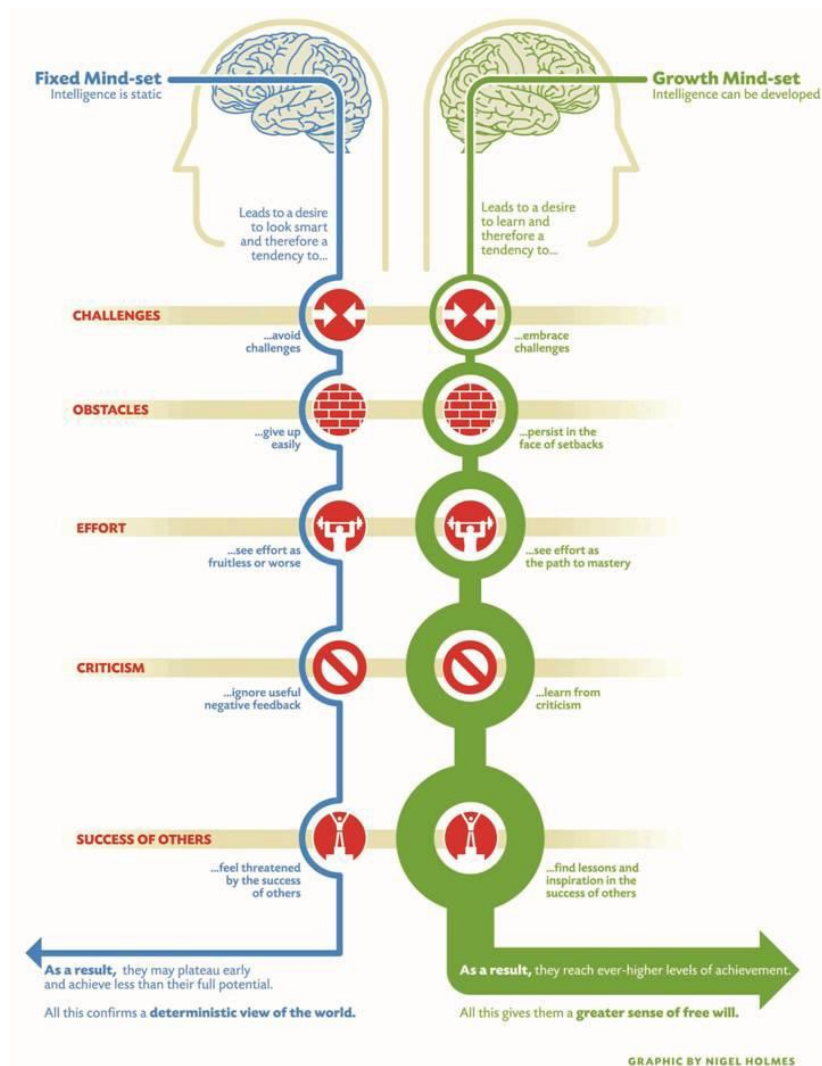 Fixed Mind-set
Intelligence is static
Growth Mind-set
Intelligence can be developed
Leads to a desire
to look smart
and therefore a
tendency to...
Leads to a desire
to learn and
therefore a
tendency to...
CHALLENGES
...avoid
challenges
...embrace
challenges
OBSTACLES
...give up
easily
...persist in the
face of setbacks
EFFORT
...see effort as
fruitless or worse
...see effort as
the path to mastery
CRITICISM
...ignore useful
negative feedback
...learn from
criticism
SUCCESS OF OTHERS
...feel threatened
by the success
of others
...find lessons and
inspiration in the
success of others
As a result, they may plateau early
and achieve less than their full potential.
All this confirms a deterministic view of the world.
As a result, they reach ever-higher levels of achievement.
All this gives them a greater sense of free will.
GRAPHIC BY NIGEL HOLMES